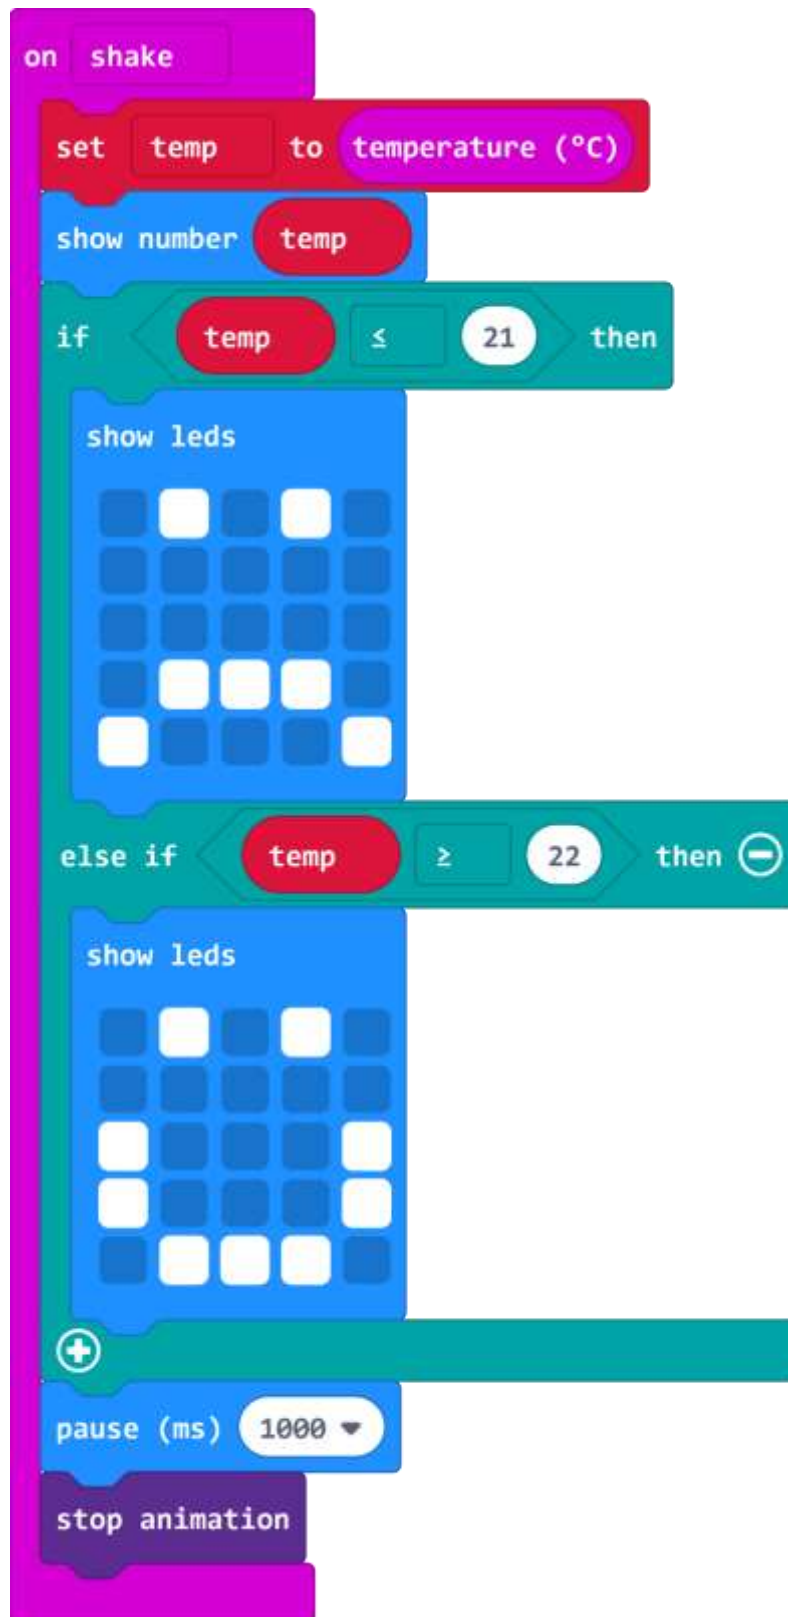 on shake
set temp to temperature (°C)
show number temp
if temp ≤ 21 then
show leds
else if temp ≥ 22 then
show leds
pause (ms) 1000
stop animation